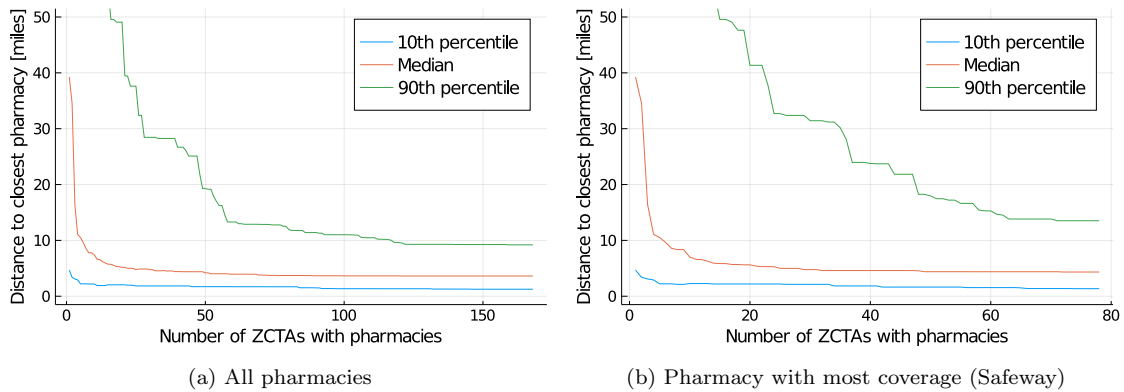 Distance to closest pharmacy [miles]
50
40
30
20
10
0
10th percentile
Median
90th percentile
0
50
100
150
Number of ZCTAs with pharmacies
(a) All pharmacies
Distance to closest pharmacy [miles]
50
40
30
20
10
0
10th percentile
Median
90th percentile
0
20
40
60
80
Number of ZCTAs with pharmacies
(b) Pharmacy with most coverage (Safeway)